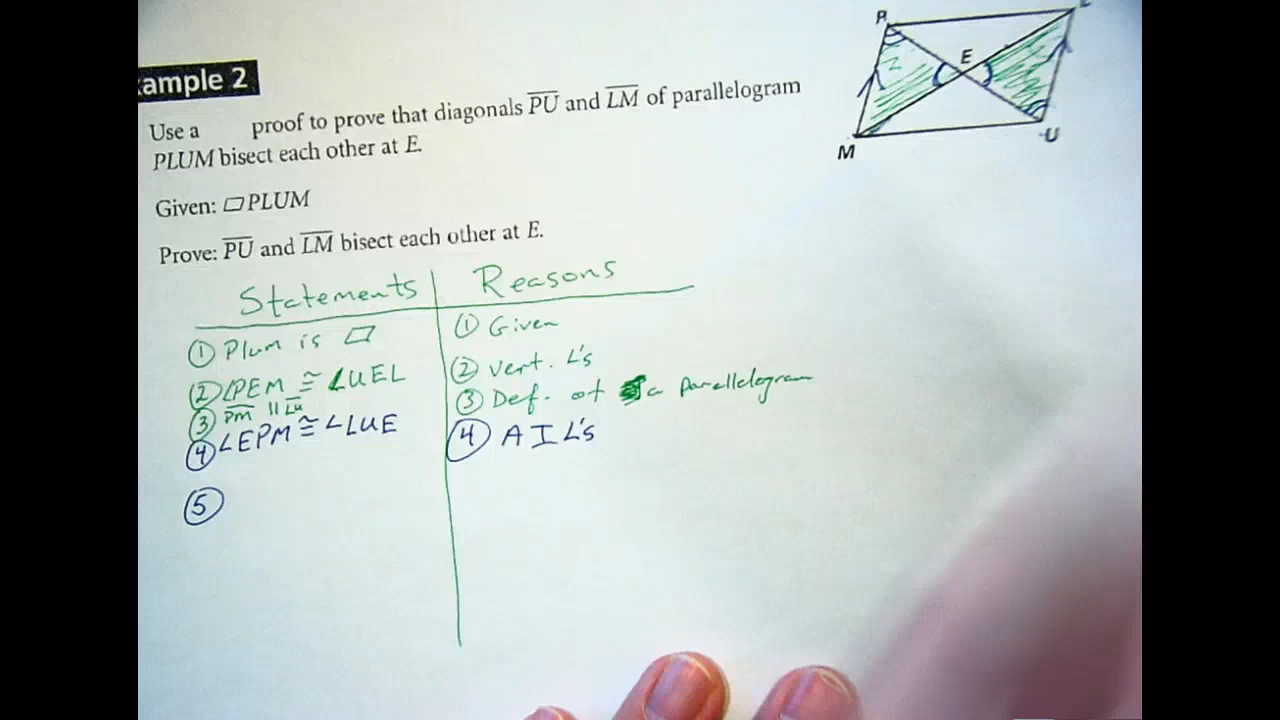 ample 2
Use a proof to prove that diagonals PU and LM of parallelogram
PLUM bisect each other at E.
Given: ▱PLUM
Prove: PU and LM bisect each other at E.
Statements Reasons
① Plum is ▱ ① Given
② ∠PEM ≅ ∠UEL ② Vert. ∠'s
③ PM || LU ③ Def. of a parallelogram
④ ∠EPM ≅ ∠LUE ④ A I ∠'s
⑤
P
E
M
U